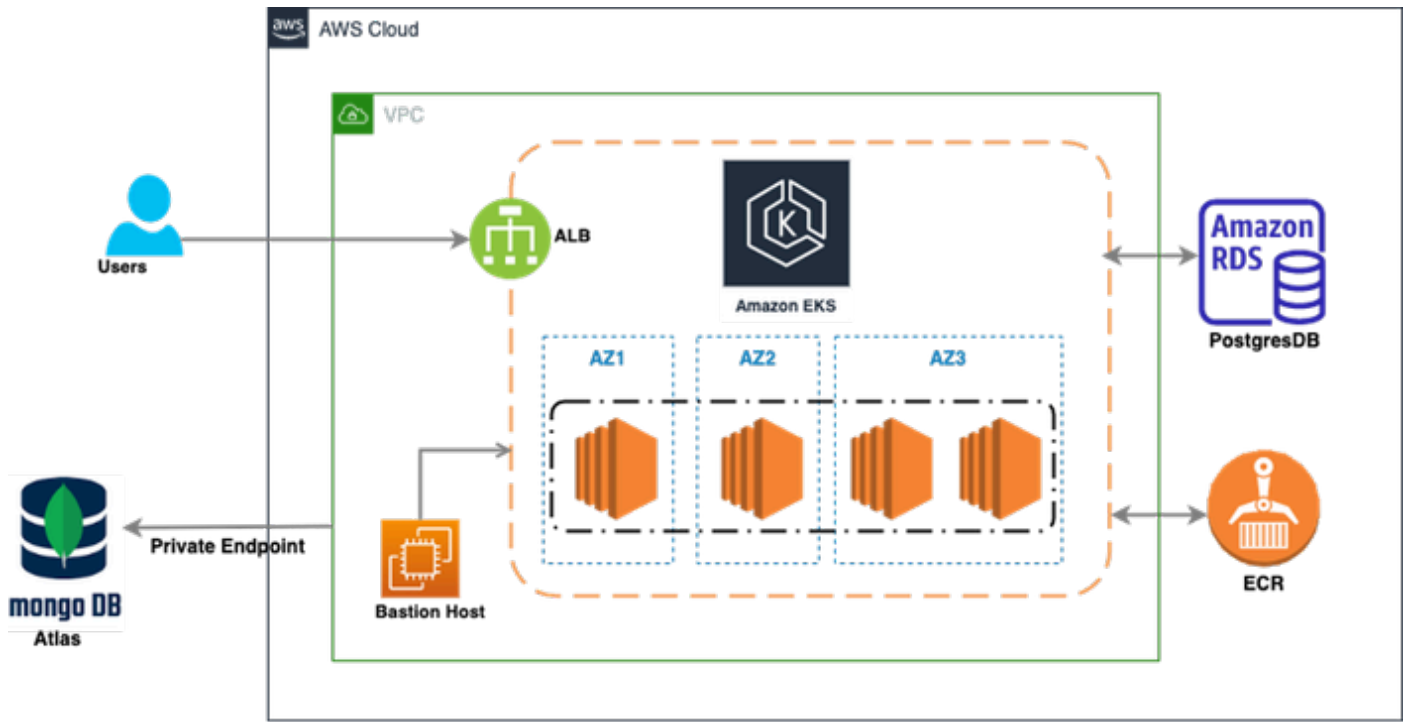 aws
AWS Cloud
VPC
Users
ALB
K
Amazon EKS
Amazon
RDS
PostgresDB
AZ1
AZ2
AZ3
Private Endpoint
mongo DB
Atlas
Bastion Host
ECR